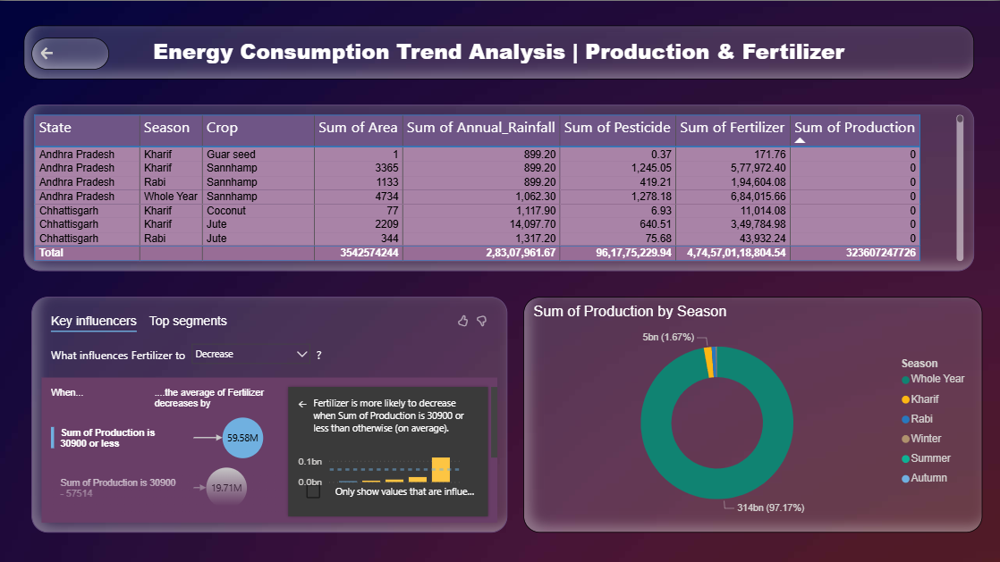 Energy Consumption Trend Analysis | Production & Fertilizer
State Season Crop Sum of Area Sum of Annual_Rainfall Sum of Pesticide Sum of Fertilizer Sum of Production
Andhra Pradesh Kharif Guar seed 1 899.20 0.37 171.76 0
Andhra Pradesh Kharif Sannhamp 3365 899.20 1,245.05 5,77,972.40 0
Andhra Pradesh Rabi Sannhamp 1133 899.20 419.21 1,94,604.08 0
Andhra Pradesh Whole Year Sannhamp 4734 1,062.30 1,278.18 6,84,015.66 0
Chhattisgarh Kharif Coconut 77 1,117.90 6.93 11,014.08 0
Chhattisgarh Kharif Jute 2209 14,097.70 640.51 3,49,784.98 0
Chhattisgarh Rabi Jute 344 1,317.20 75.68 43,932.24 0
Total 3542574244 2,83,07,961.67 96,17,75,229.94 4,74,57,01,18,804.54 323607247726
Key influencers Top segments
What influences Fertilizer to Decrease ?
When...
....the average of Fertilizer
decreases by
Sum of Production is
30900 or less
59.58M
Sum of Production is 30900
- 57514
19.71M
Fertilizer is more likely to decrease
when Sum of Production is 30900 or
less than otherwise (on average).
0.1bn
0.0bn
Only show values that are influe...
Sum of Production by Season
5bn (1.67%)
314bn (97.17%)
Season
Whole Year
Kharif
Rabi
Winter
Summer
Autumn